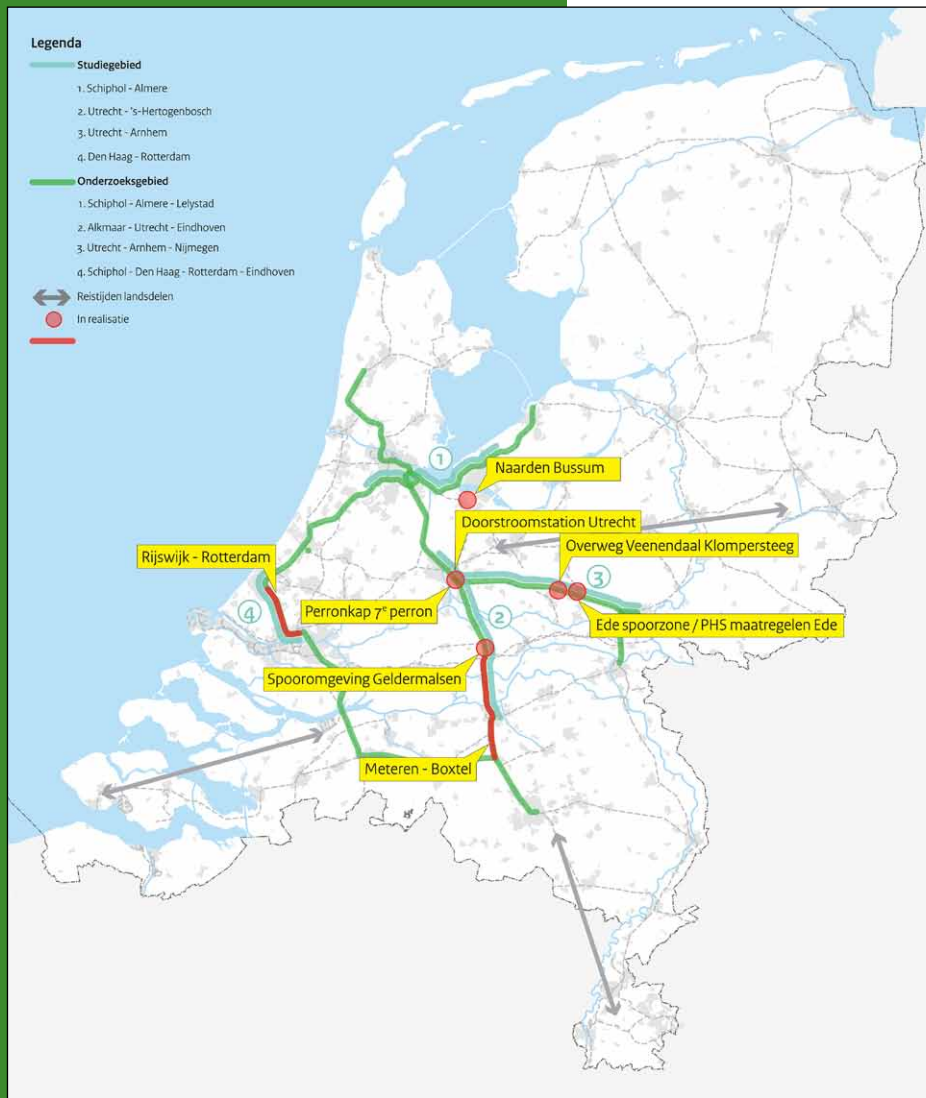 Legenda
Studiegebied
1. Schiphol - Almere
2. Utrecht - 's-Hertogenbosch
3. Utrecht - Arnhem
4. Den Haag - Rotterdam
Onderzoeksgebied
1. Schiphol - Almere - Lelystad
2. Alkmaar - Utrecht - Eindhoven
3. Utrecht - Arnhem - Nijmegen
4. Schiphol - Den Haag - Rotterdam - Eindhoven
Reistijden landsdelen
In realisatie
1
Naarden Bussum
Doorstroomstation Utrecht
Overweg Veenendaal Klompersteeg
Rijswijk - Rotterdam
3
4
Perronkap 7e perron
2
Ede spoorzone / PHS maatregelen Ede
Spooromgeving Geldermalsen
Meteren - Boxtel